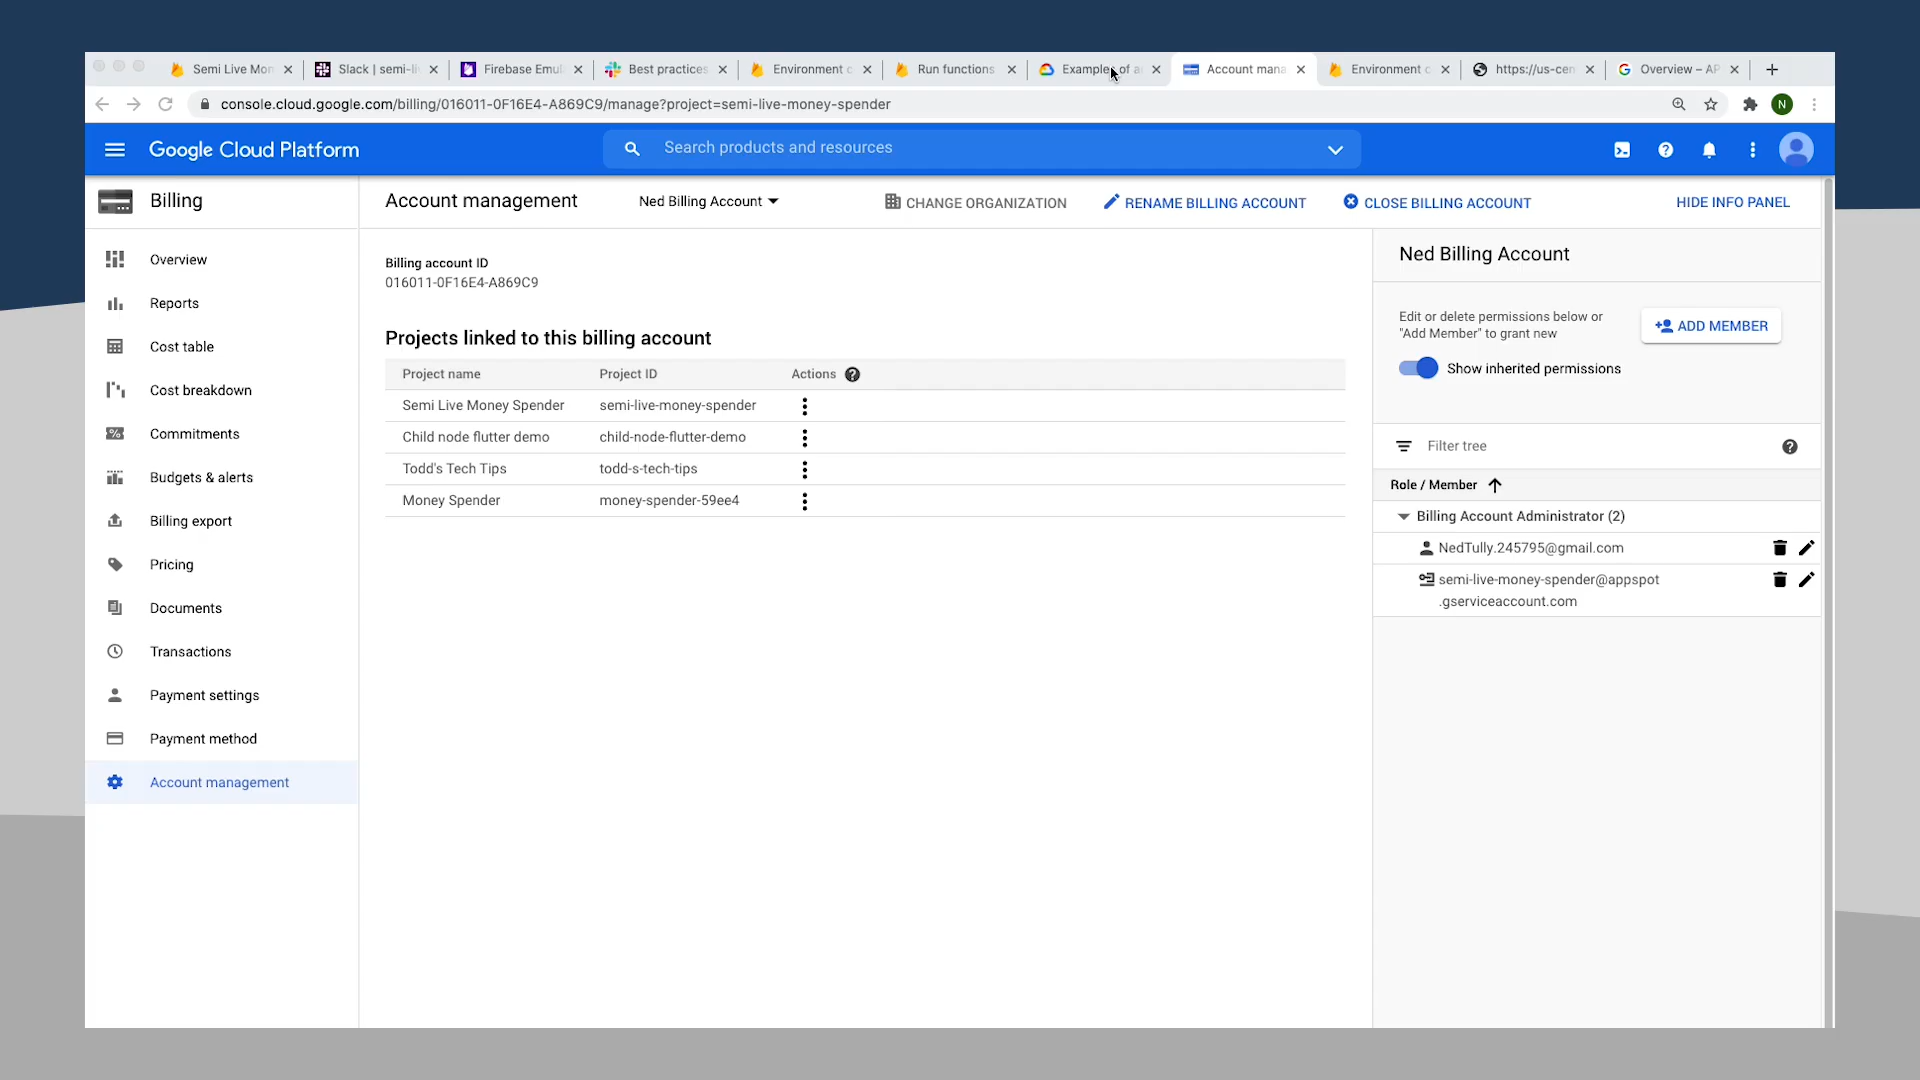 Semi Live Mon
Slack | semi-li
Firebase Emul
Best practices
Environment c
Run functions
Example of a
Account mana
Environment c
https://us-cen
Overview – AP
console.cloud.google.com/billing/016011-0F16E4-A869C9/manage?project=semi-live-money-spender
N
Google Cloud Platform
Search products and resources
Billing
Account management
Ned Billing Account
CHANGE ORGANIZATION
RENAME BILLING ACCOUNT
CLOSE BILLING ACCOUNT
HIDE INFO PANEL
Overview
Reports
Cost table
Cost breakdown
Commitments
Budgets & alerts
Billing export
Pricing
Documents
Transactions
Payment settings
Payment method
Account management
Billing account ID
016011-0F16E4-A869C9
Projects linked to this billing account
Project name Project ID Actions
Semi Live Money Spender semi-live-money-spender
Child node flutter demo child-node-flutter-demo
Todd's Tech Tips todd-s-tech-tips
Money Spender money-spender-59ee4
Ned Billing Account
Edit or delete permissions below or
"Add Member" to grant new
ADD MEMBER
Show inherited permissions
Filter tree
Role / Member
Billing Account Administrator (2)
NedTully.245795@gmail.com
semi-live-money-spender@appspot
.gserviceaccount.com